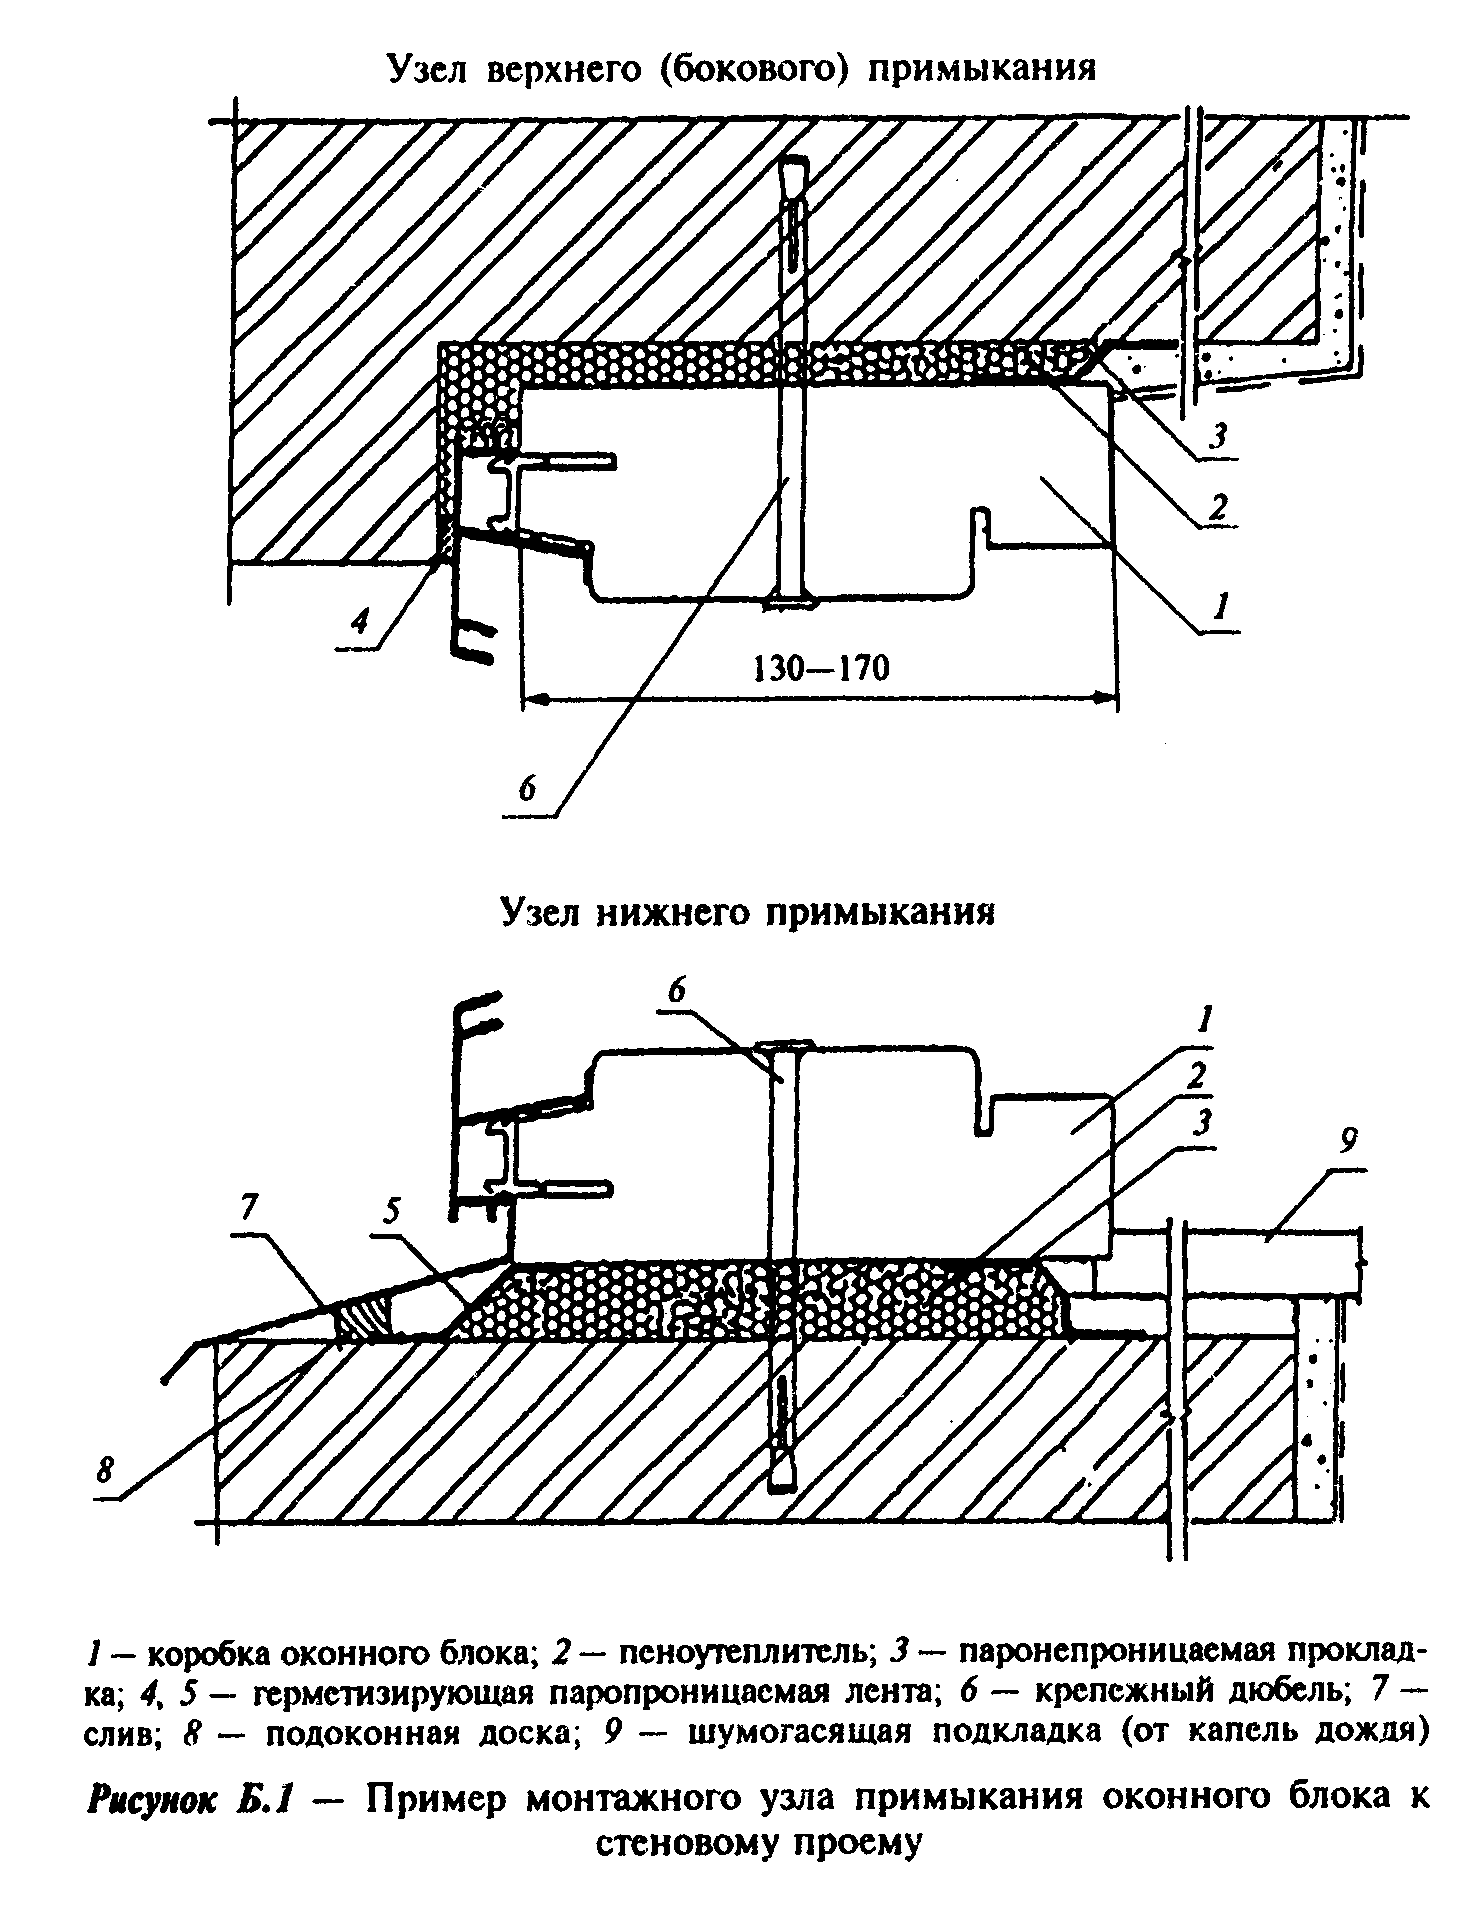 Узел верхнего (бокового) примыкания
3
2
4
1
130—170
6
Узел нижнего примыкания
6
1
2
3
9
7
5
8
1 — коробка оконного блока; 2 — пеноутеплитель; 3 — паронепроницаемая проклад-
ка; 4, 5 — герметизирующая паропроницаемая лента; 6 — крепежный дюбель; 7 —
слив; 8 — подоконная доска; 9 — шумогасящая подкладка (от капель дождя)
Рисунок Б.1 — Пример монтажного узла примыкания оконного блока к
стеновому проему